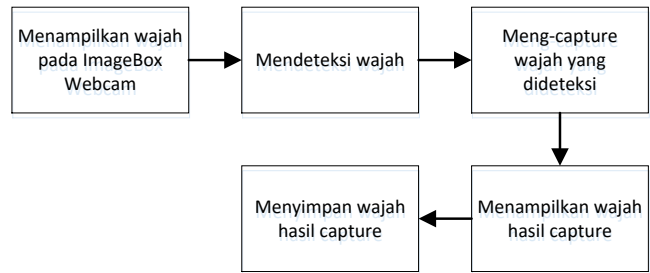 Menampilkan wajah
pada ImageBox
Webcam
Mendeteksi wajah
Meng-capture
wajah yang
dideteksi
Menampilkan wajah
hasil capture
Menyimpan wajah
hasil capture